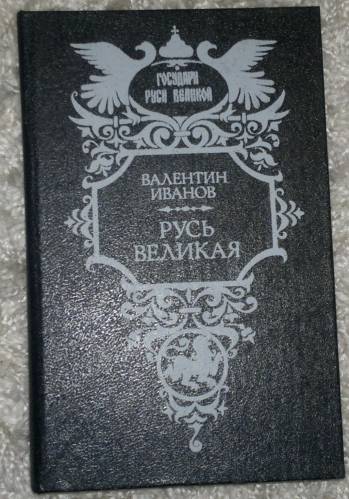 ГОСУДАРИ
РУСИ ВЕЛИКОЙ
ВАЛЕНТИН
ИВАНОВ
РУСЬ
ВЕЛИКАЯ